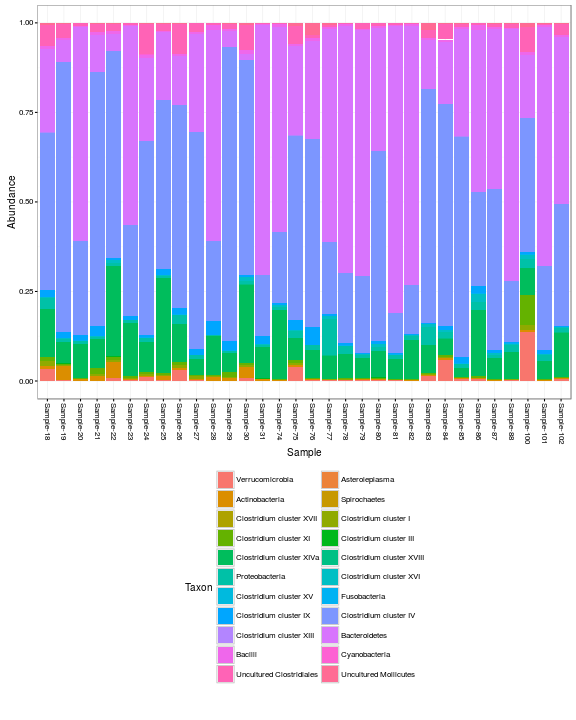 1.00
0.75
0.50
0.25
0.00
Abundance
Sample-18
Sample-19
Sample-20
Sample-21
Sample-22
Sample-23
Sample-24
Sample-25
Sample-26
Sample-27
Sample-28
Sample-29
Sample-30
Sample-31
Sample-74
Sample-75
Sample-76
Sample-77
Sample-78
Sample-79
Sample-80
Sample-81
Sample-82
Sample-83
Sample-84
Sample-85
Sample-86
Sample-87
Sample-88
Sample-100
Sample-101
Sample-102
Sample
Taxon
Verrucomicrobia
Asteroleplasma
Actinobacteria
Spirochaetes
Clostridium cluster XVII
Clostridium cluster I
Clostridium cluster XI
Clostridium cluster III
Clostridium cluster XIVa
Clostridium cluster XVIII
Proteobacteria
Clostridium cluster XVI
Clostridium cluster XV
Fusobacteria
Clostridium cluster IX
Clostridium cluster IV
Clostridium cluster XIII
Bacteroidetes
Bacilli
Cyanobacteria
Uncultured Clostridiales
Uncultured Mollicutes